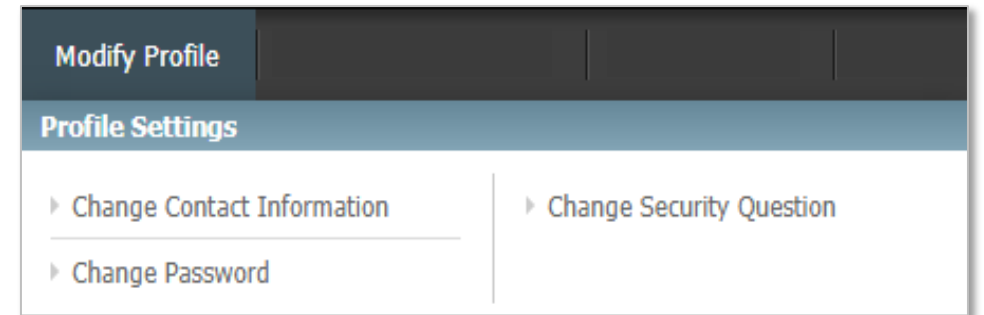 Modify Profile
Profile Settings
Change Contact Information
Change Password
Change Security Question